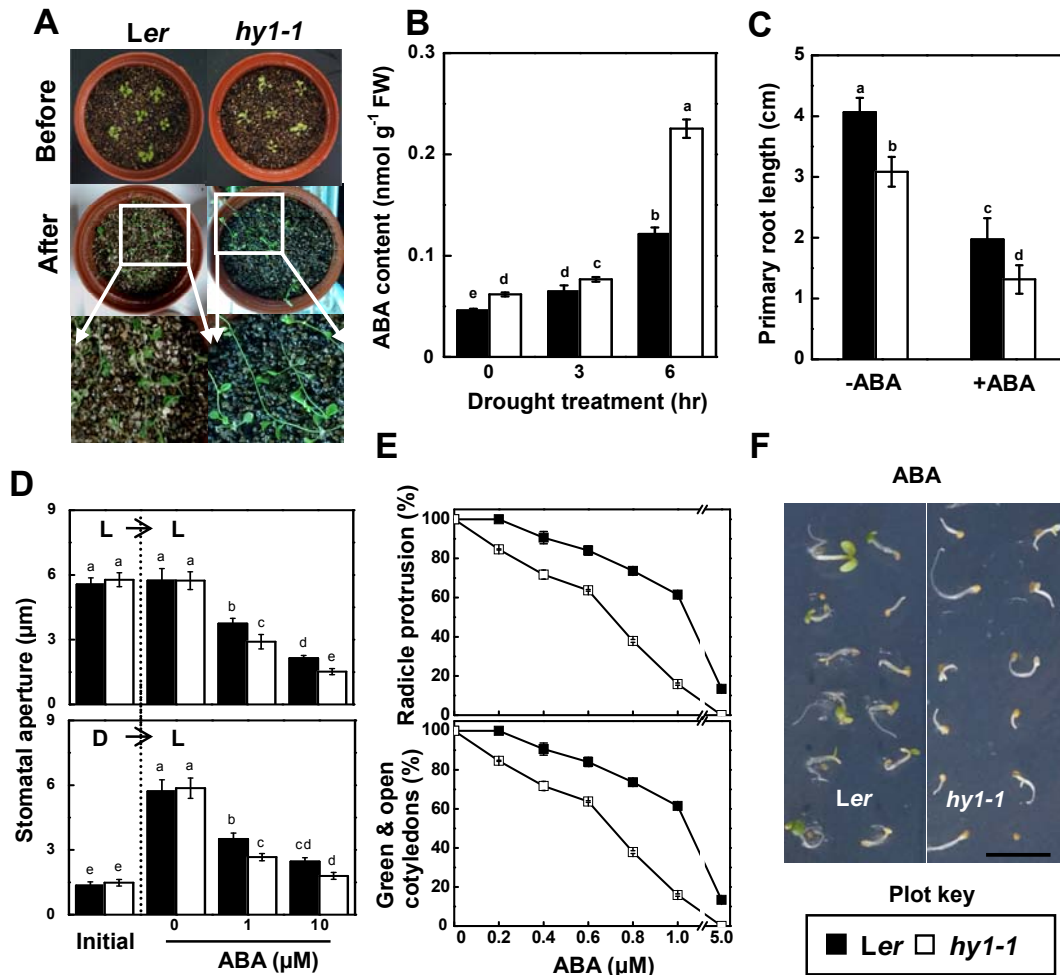 A
Ler hy1-1
Before
After
B
ABA content (nmol g-1 FW)
0.3
0.2
0.1
0
e d d c b a
0 3 6
Drought treatment (hr)
C
Primary root length (cm)
5
4
3
2
1
0
a b c d
-ABA +ABA
D
Stomatal aperture (µm)
L → L
9
6
3
0
a a a a b c d e
D → L
9
6
3
0
e e a a b c cd d
0 1 10
Initial
ABA (µM)
E
Radicle protrusion (%)
100
80
60
40
20
0
Green & open
cotyledons (%)
100
80
60
40
20
0
0 0.2 0.4 0.6 0.8 1.0 5.0
ABA (µM)
F
ABA
Ler hy1-1
Plot key
Ler hy1-1